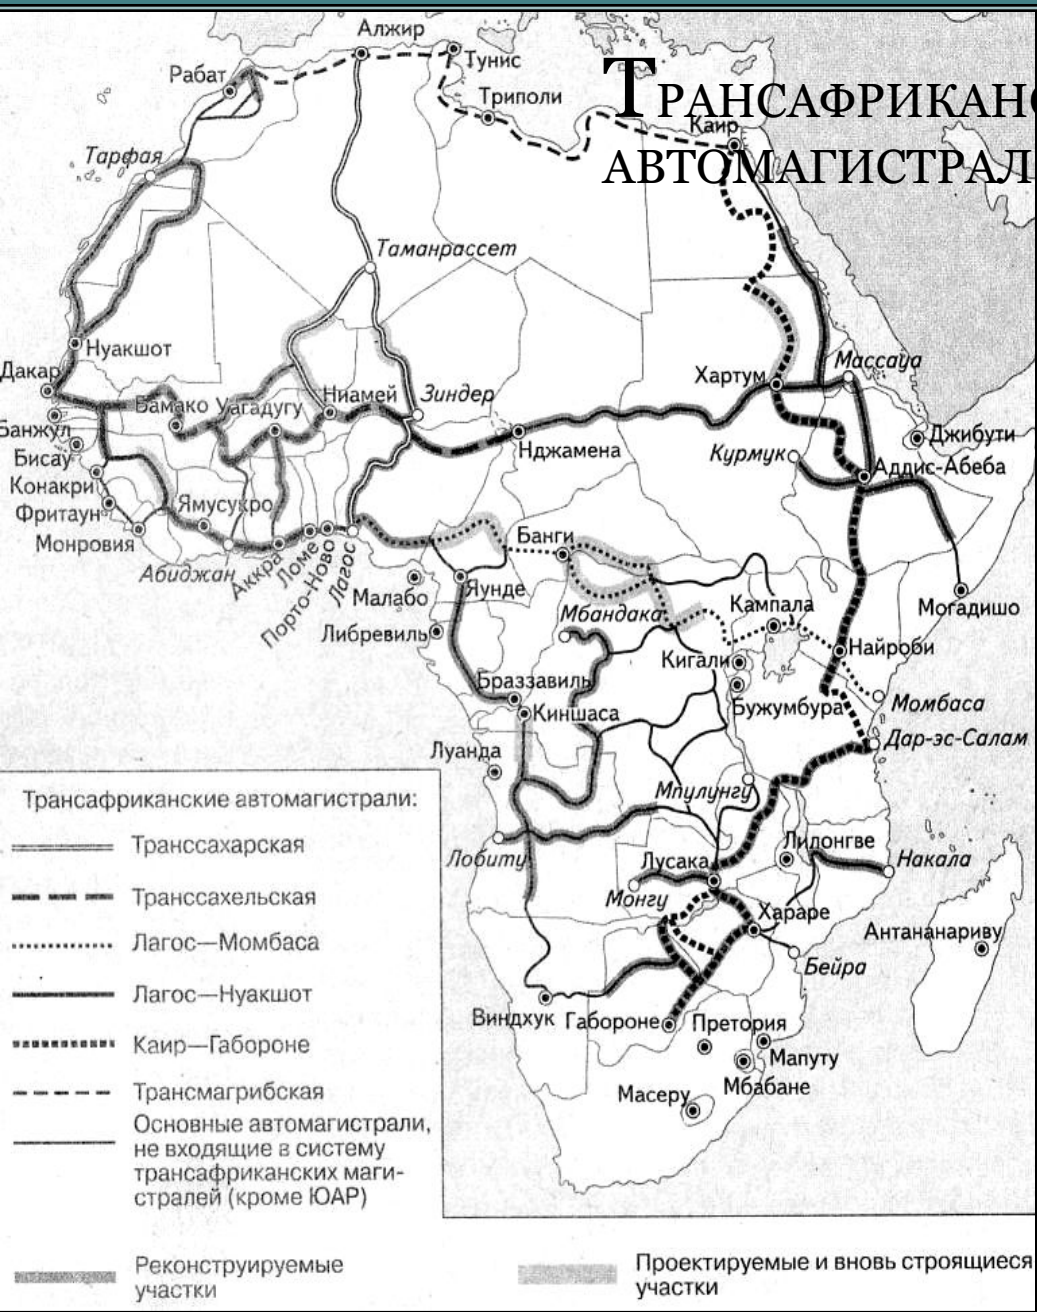 Трансафрикан
автомагистрал
Алжир
Тунис
Рабат
Триполи
Каир
Тарфая
Таманрассет
Нуакшот
Дакар
Массауа
Хартум
Ниамей
Зиндер
Бамако
Уагадугу
Банжул
Джибути
Нджамена
Курмук
Бисау
Аддис-Абеба
Конакри
Ямусукро
Фритаун
Монровия
Банги
Абиджан
Аккра
Ломе
Порто-Ново
Лагос
Малабо
Яунде
Могадишо
Мбандака
Кампала
Либревиль
Найроби
Кигали
Браззавиль
Бужумбура
Момбаса
Киншаса
Дар-эс-Салам
Луанда
Мпулунгу
Лилонгве
Лобиту
Лусака
Накала
Монгу
Хараре
Антананариву
Бейра
Виндхук
Габороне
Претория
Мапуту
Мбабане
Масеру
Трансафриканские автомагистрали:
Транссахарская
Транссахельская
Лагос—Момбаса
Лагос—Нуакшот
Каир—Габороне
Трансмагрибская
Основные автомагистрали,
не входящие в систему
трансафриканских маги-
стралей (кроме ЮАР)
Реконструируемые
участки
Проектируемые и вновь строящиеся
участки